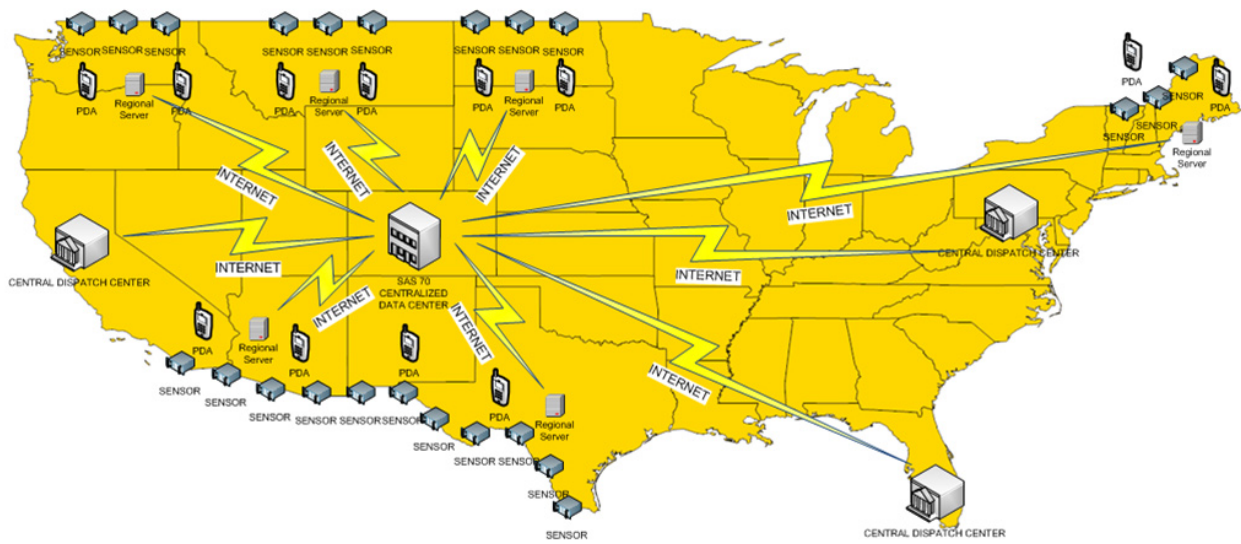 SENSOR SENSOR SENSOR
SENSOR SENSOR SENSOR
SENSOR SENSOR SENSOR
PDA
SENSOR
SENSOR
SENSOR
PDA
PDA
Regional
Server
PDA
PDA
Regional
Server
PDA
PDA
Regional
Server
PDA
Regional
Server
INTERNET
INTERNET
INTERNET
INTERNET
CENTRAL DISPATCH CENTER
INTERNET
SAS 70
CENTRALIZED
DATA CENTER
INTERNET
CENTRAL DISPATCH CENTER
INTERNET
INTERNET
INTERNET
PDA
Regional
Server
PDA
PDA
PDA
Regional
Server
SENSOR
SENSOR
SENSOR
SENSOR
SENSOR
SENSOR
SENSOR
SENSOR
SENSOR
SENSOR
SENSOR
CENTRAL DISPATCH CENTER